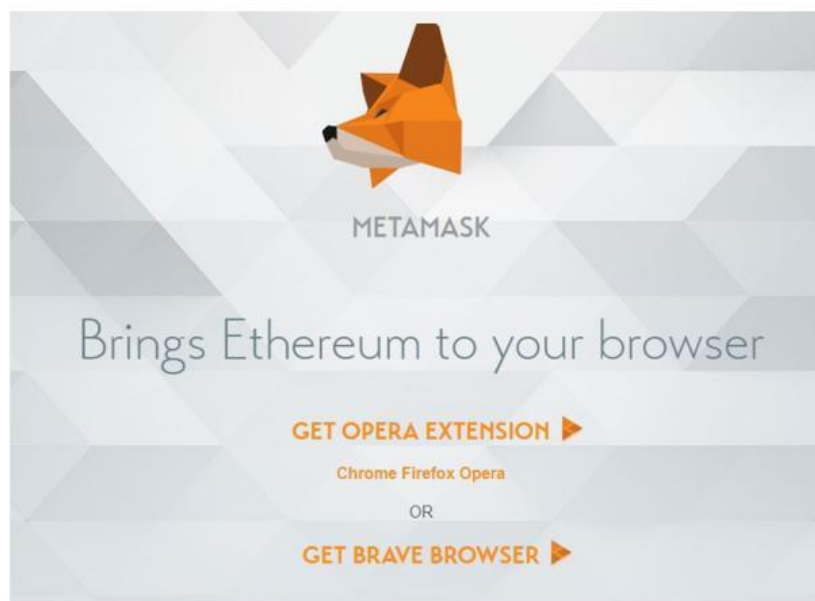 METAMASK
Brings Ethereum to your browser
GET OPERA EXTENSION
Chrome Firefox Opera
OR
GET BRAVE BROWSER